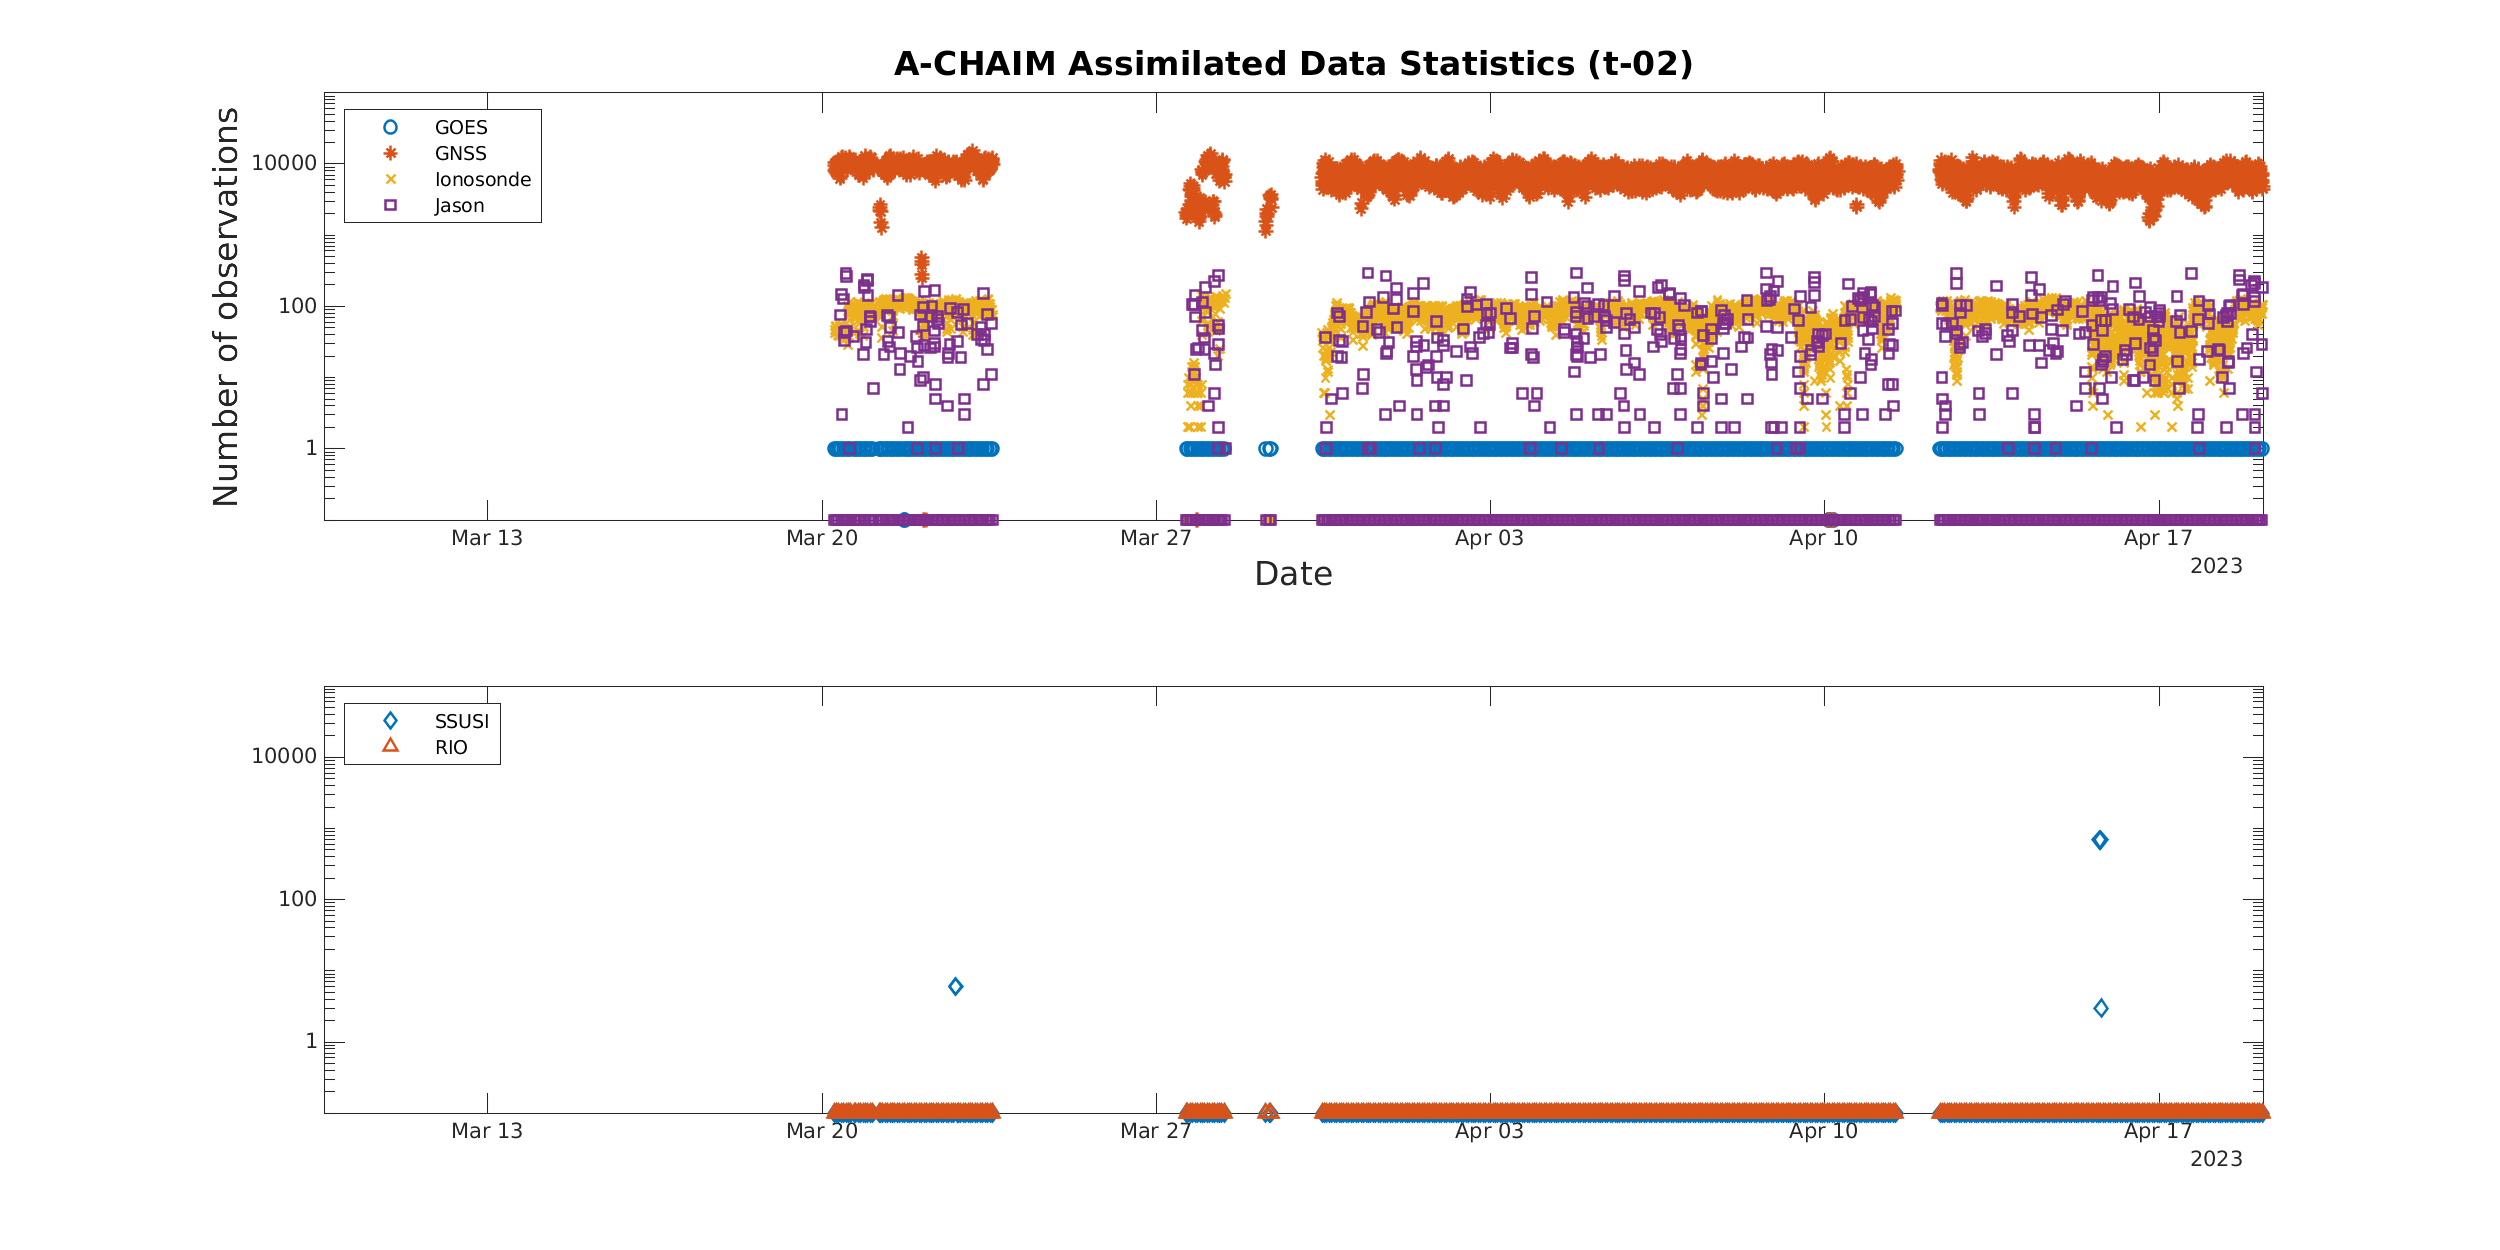 A-CHAIM Assimilated Data Statistics (t-02)
Number of observations
10000
100
1
GOES
GNSS
Ionosonde
Jason
Mar 13
Mar 20
Mar 27
Apr 03
Apr 10
Apr 17
2023
Date
10000
100
1
SSUSI
RIO
Mar 13
Mar 20
Mar 27
Apr 03
Apr 10
Apr 17
2023